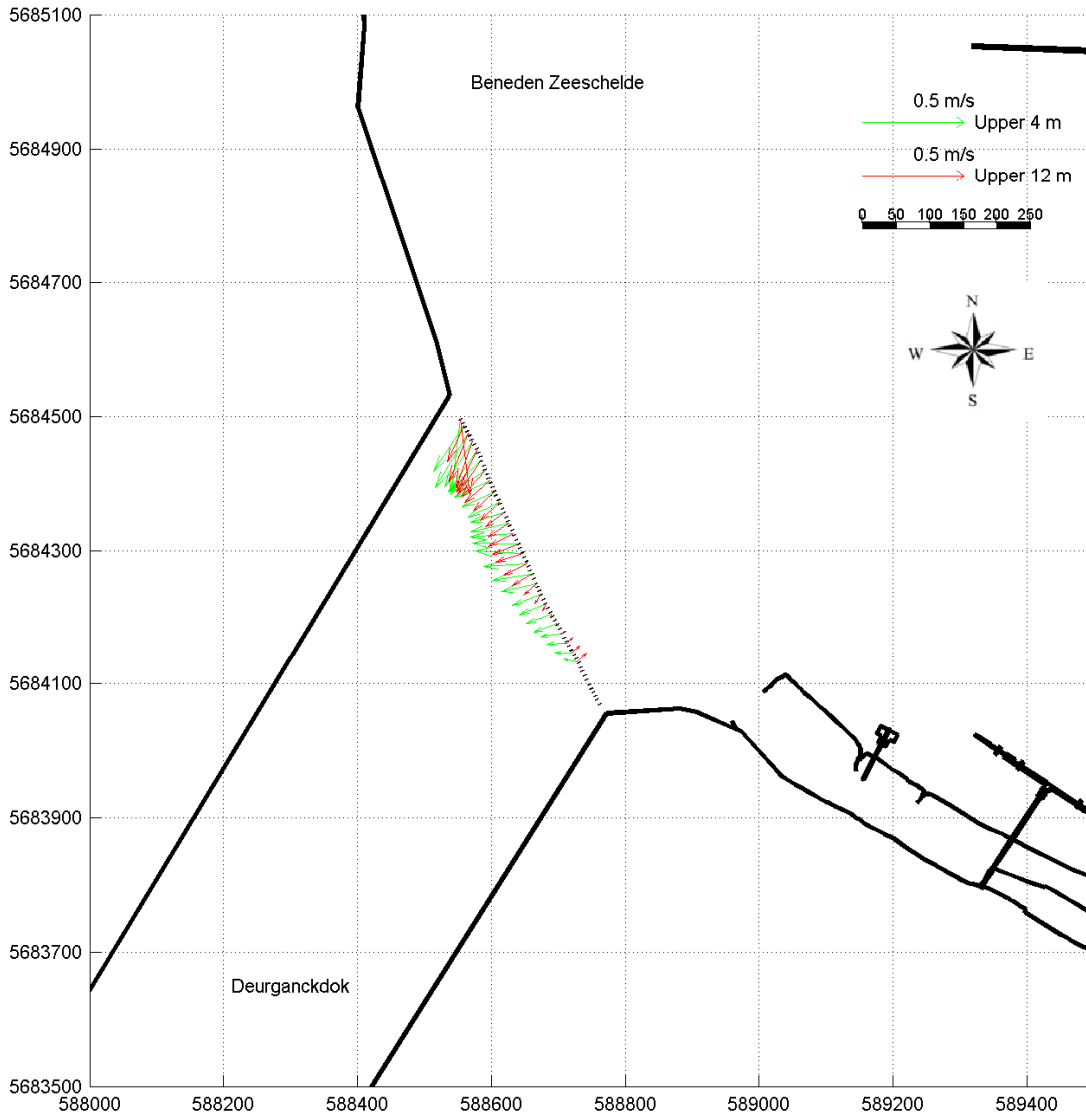 5685100
Beneden Zeeschelde
0.5 m/s
Upper 4 m
5684900
0.5 m/s
Upper 12 m
0 50 100 150 200 250
5684700
N
W E
S
5684500
5684300
5684100
5683900
5683700
Deurganckdok
5683500
588000 588200 588400 588600 588800 589000 589200 589400